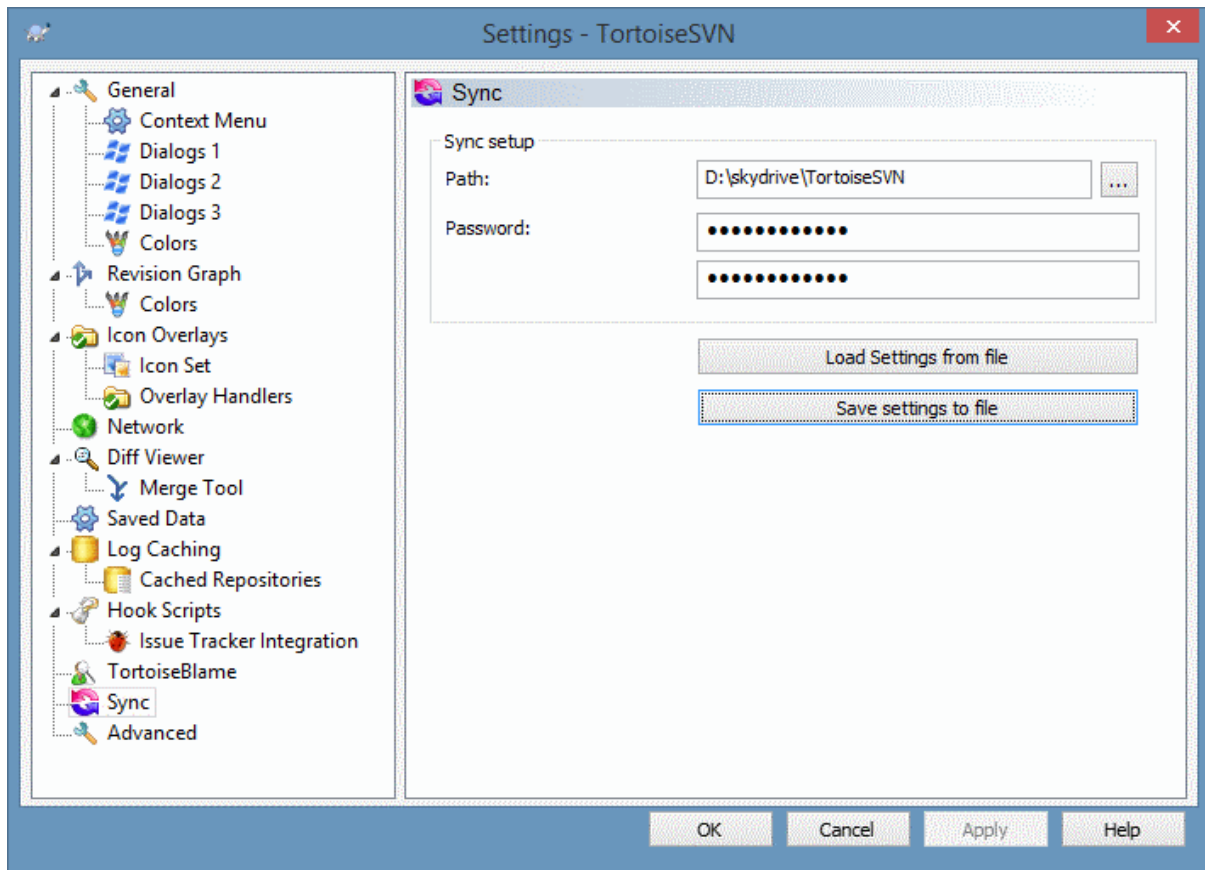 Settings - TortoiseSVN
General
Context Menu
Dialogs 1
Dialogs 2
Dialogs 3
Colors
Revision Graph
Colors
Icon Overlays
Icon Set
Overlay Handlers
Network
Diff Viewer
Merge Tool
Saved Data
Log Caching
Cached Repositories
Hook Scripts
Issue Tracker Integration
TortoiseBlame
Sync
Advanced
Sync
Sync setup
Path:
D:\skydrive\TortoiseSVN
...
Password:
●●●●●●●●●●●●
●●●●●●●●●●●●
Load Settings from file
Save settings to file
OK
Cancel
Apply
Help